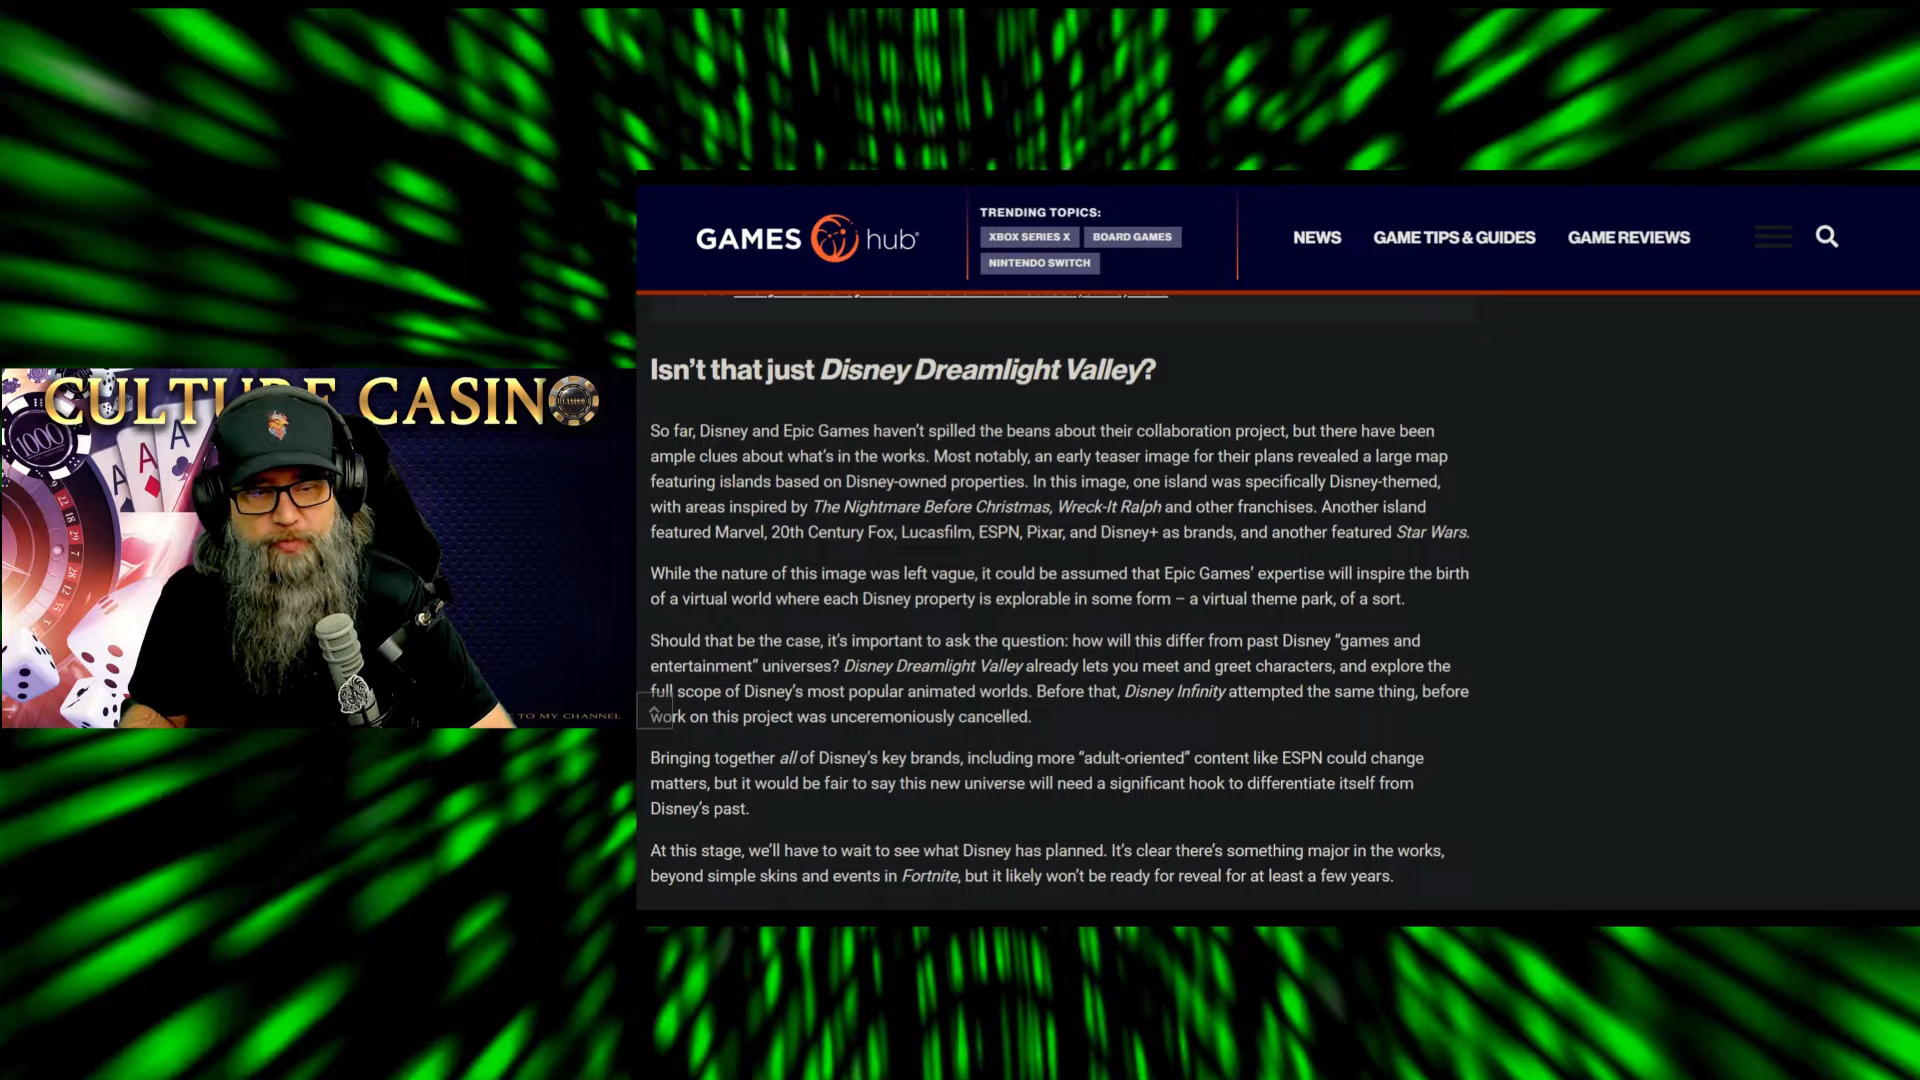 CULTURE CASINO
CASINO
1000
A
A
A
TO MY CHANNEL
GAMES hub
TRENDING TOPICS:
XBOX SERIES X
BOARD GAMES
NINTENDO SWITCH
NEWS
GAME TIPS & GUIDES
GAME REVIEWS
Isn't that just Disney Dreamlight Valley?
So far, Disney and Epic Games haven't spilled the beans about their collaboration project, but there have been
ample clues about what's in the works. Most notably, an early teaser image for their plans revealed a large map
featuring islands based on Disney-owned properties. In this image, one island was specifically Disney-themed,
with areas inspired by The Nightmare Before Christmas, Wreck-It Ralph and other franchises. Another island
featured Marvel, 20th Century Fox, Lucasfilm, ESPN, Pixar, and Disney+ as brands, and another featured Star Wars.
While the nature of this image was left vague, it could be assumed that Epic Games' expertise will inspire the birth
of a virtual world where each Disney property is explorable in some form – a virtual theme park, of a sort.
Should that be the case, it's important to ask the question: how will this differ from past Disney “games and
entertainment” universes? Disney Dreamlight Valley already lets you meet and greet characters, and explore the
full scope of Disney's most popular animated worlds. Before that, Disney Infinity attempted the same thing, before
work on this project was unceremoniously cancelled.
Bringing together all of Disney's key brands, including more “adult-oriented” content like ESPN could change
matters, but it would be fair to say this new universe will need a significant hook to differentiate itself from
Disney's past.
At this stage, we'll have to wait to see what Disney has planned. It's clear there's something major in the works,
beyond simple skins and events in Fortnite, but it likely won't be ready for reveal for at least a few years.